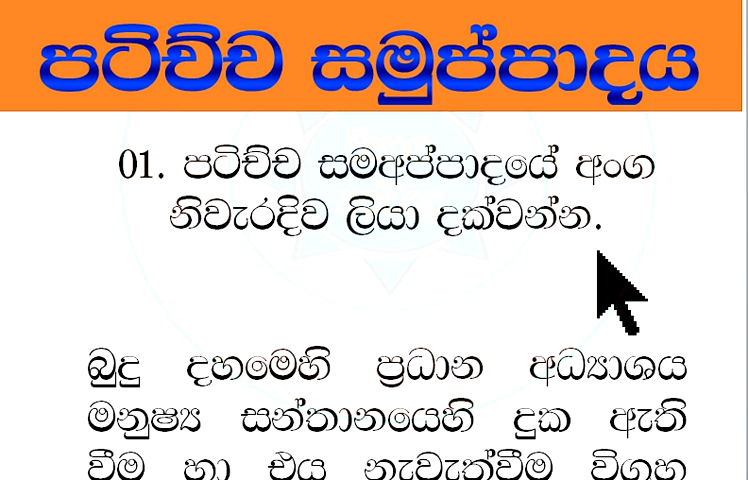 පටිච්ච සමුප්පාදය
01. පටිච්ච සමඅප්පාදයේ අංග
නිවැරදිව ලියා දක්වන්න.
බුදු දහමෙහි ප්‍රධාන අධ්‍යාශය
මනුෂ්‍ය සන්තානයෙහි දුක ඇති
වීම හා එය නැවැත්වීම විග්‍රහ